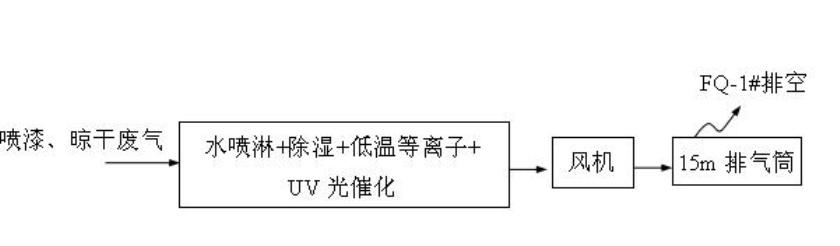 FQ-1#排空
喷漆、晾干废气
水喷淋+除湿+低温等离子+
UV 光催化
风机
15m 排气筒